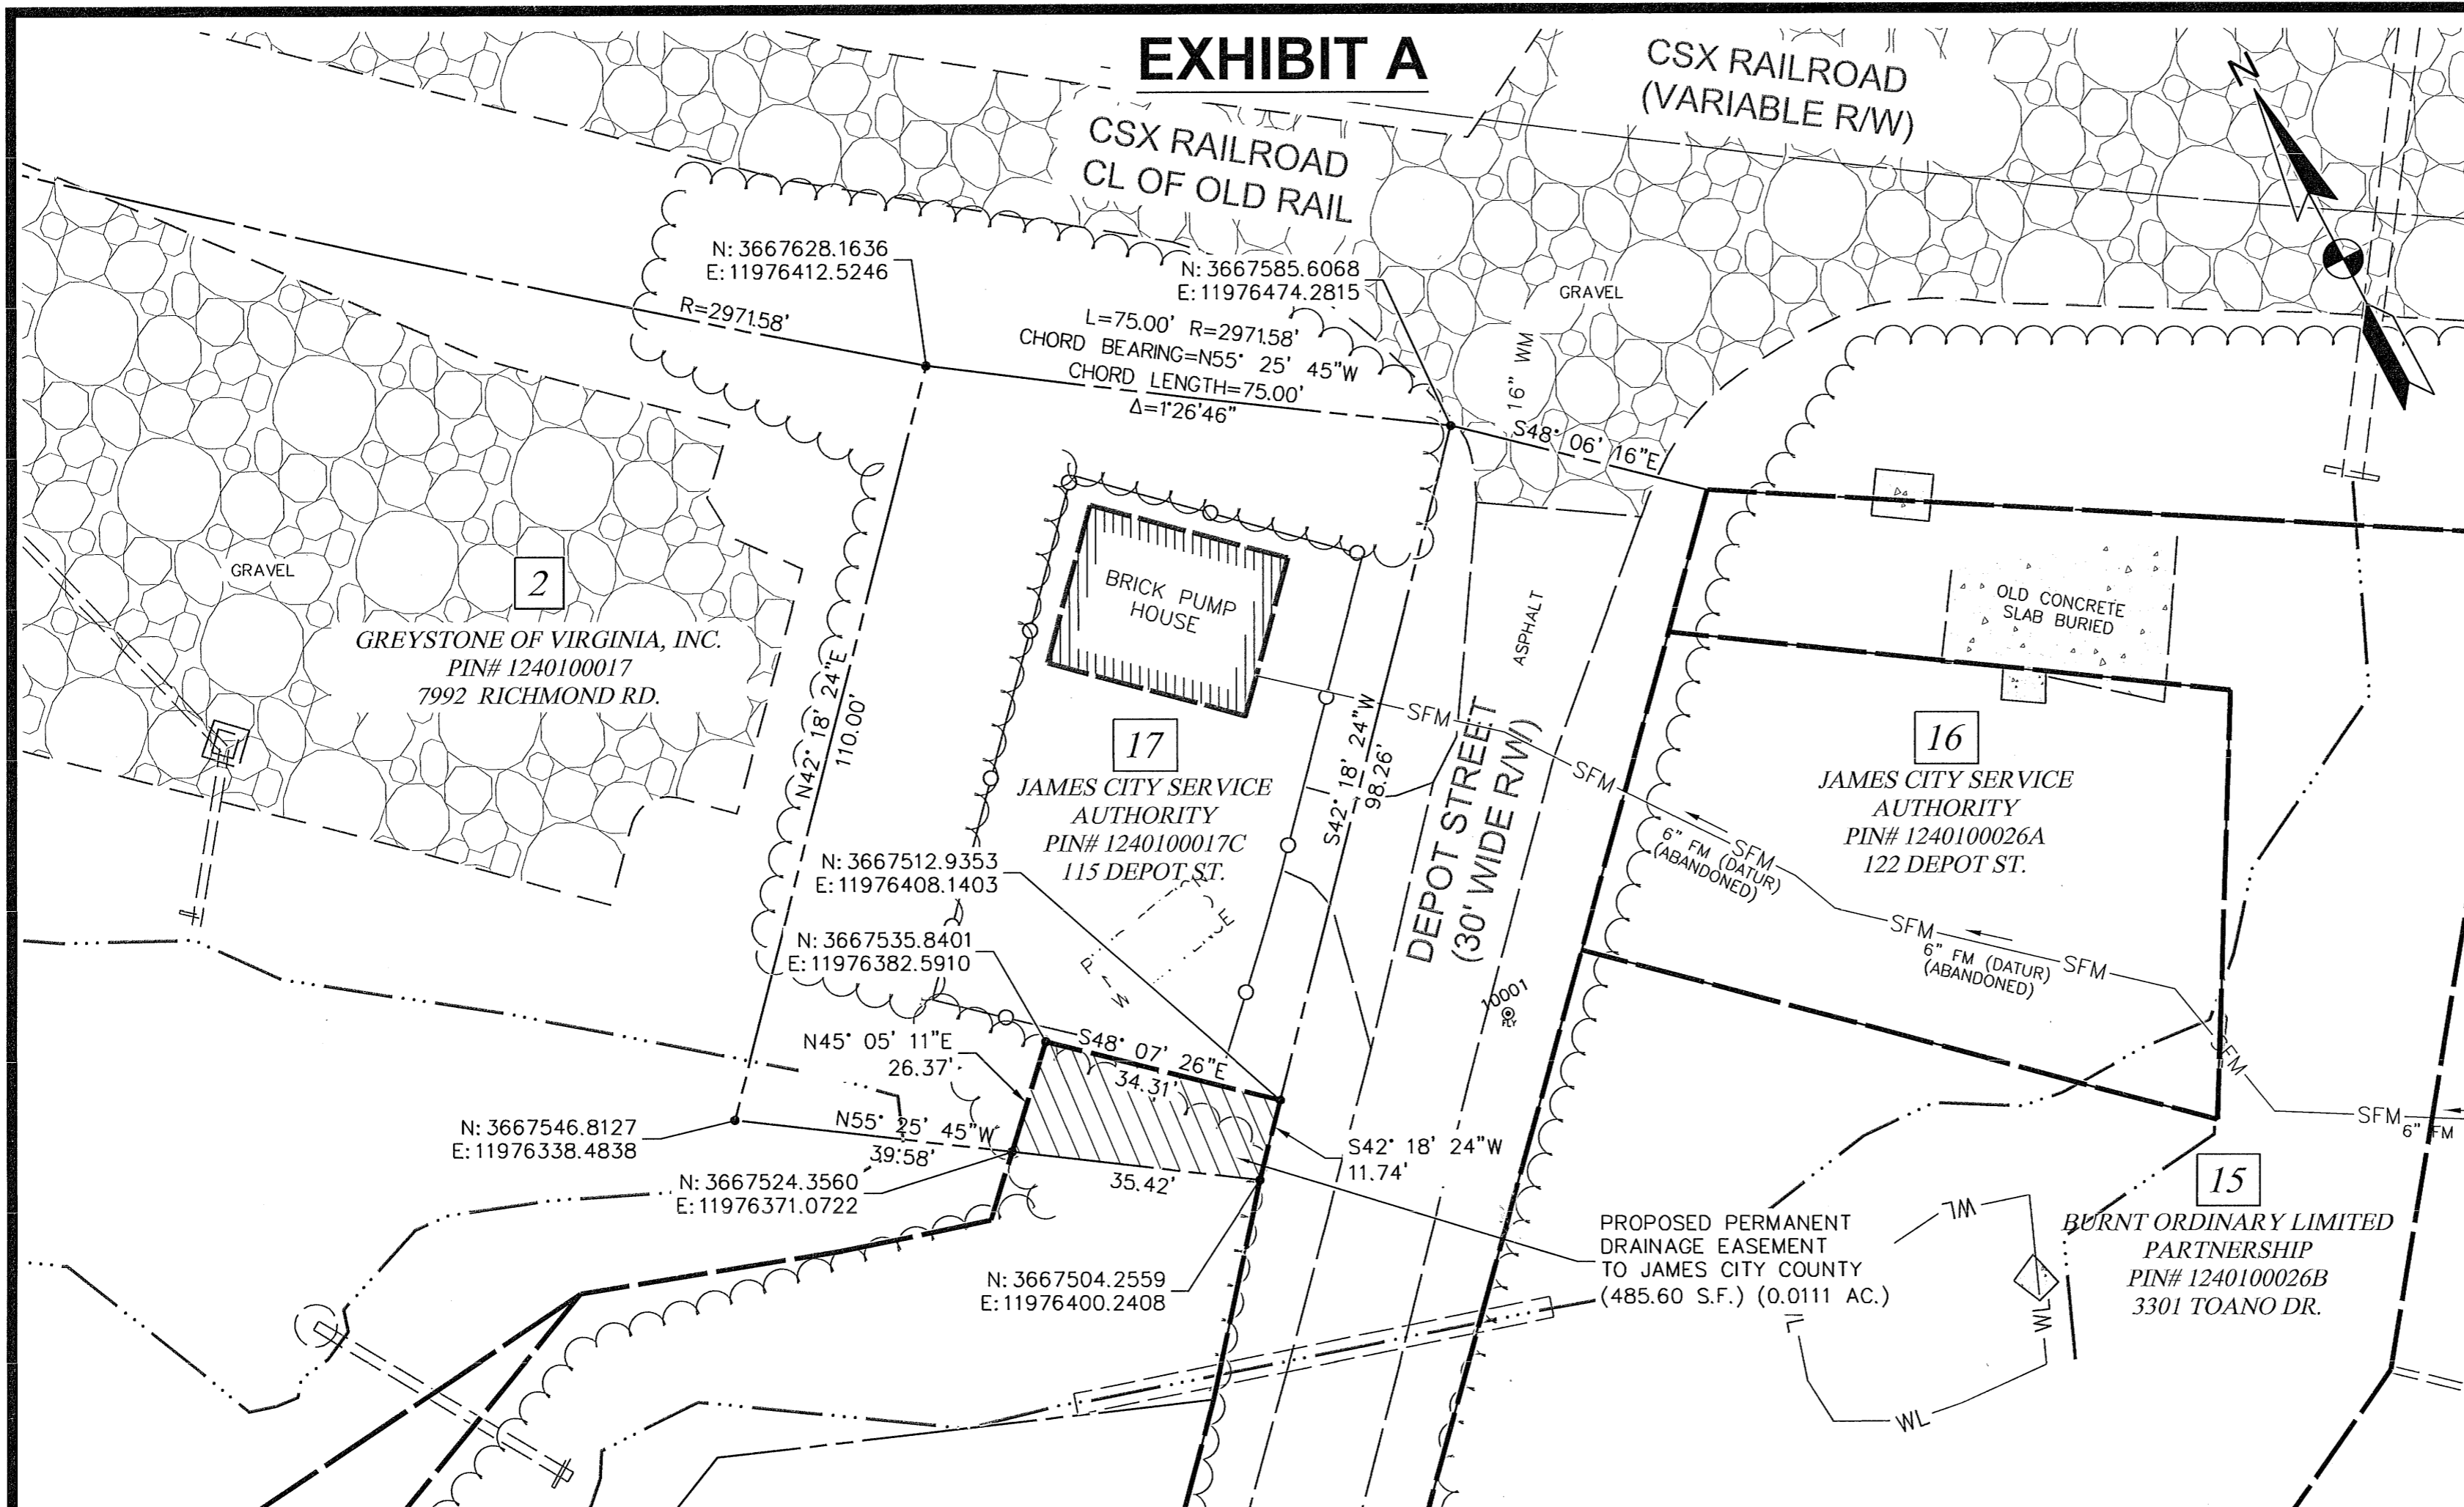 EXHIBIT A
CSX RAILROAD
(VARIABLE R/W)
N
CSX RAILROAD
CL OF OLD RAIL
N: 3667628.1636
E: 11976412.5246
N: 3667585.6068
E: 11976474.2815
GRAVEL
R=2971.58'
L=75.00' R=2971.58'
CHORD BEARING=N55° 25' 45"W
CHORD LENGTH=75.00'
Δ=1°26'46"
16" WM
S48° 06' 16"E
GRAVEL
2
GREYSTONE OF VIRGINIA, INC.
PIN# 1240100017
7992 RICHMOND RD.
BRICK PUMP
HOUSE
ASPHALT
OLD CONCRETE
SLAB BURIED
N42° 18' 24"E
110.00'
17
JAMES CITY SERVICE
AUTHORITY
PIN# 1240100017C
115 DEPOT ST.
S42° 18' 24"W
98.26'
SFM
SFM
DEPOT STREET
(30' WIDE R/W)
16
JAMES CITY SERVICE
AUTHORITY
PIN# 1240100026A
122 DEPOT ST.
SFM
6" FM (DATUR)
(ABANDONED)
SFM
SFM
6" FM (DATUR)
(ABANDONED)
SFM
SFM
6" FM
N: 3667512.9353
E: 11976408.1403
N: 3667535.8401
E: 11976382.5910
10001
FLY
N45° 05' 11"E
26.37'
S48° 07' 26"E
34.31'
N: 3667546.8127
E: 11976338.4838
N55° 25' 45"W
39.58'
35.42'
S42° 18' 24"W
11.74'
N: 3667524.3560
E: 11976371.0722
N: 3667504.2559
E: 11976400.2408
PROPOSED PERMANENT
DRAINAGE EASEMENT
TO JAMES CITY COUNTY
(485.60 S.F.) (0.0111 AC.)
15
BURNT ORDINARY LIMITED
PARTNERSHIP
PIN# 1240100026B
3301 TOANO DR.
WL
WL
WL